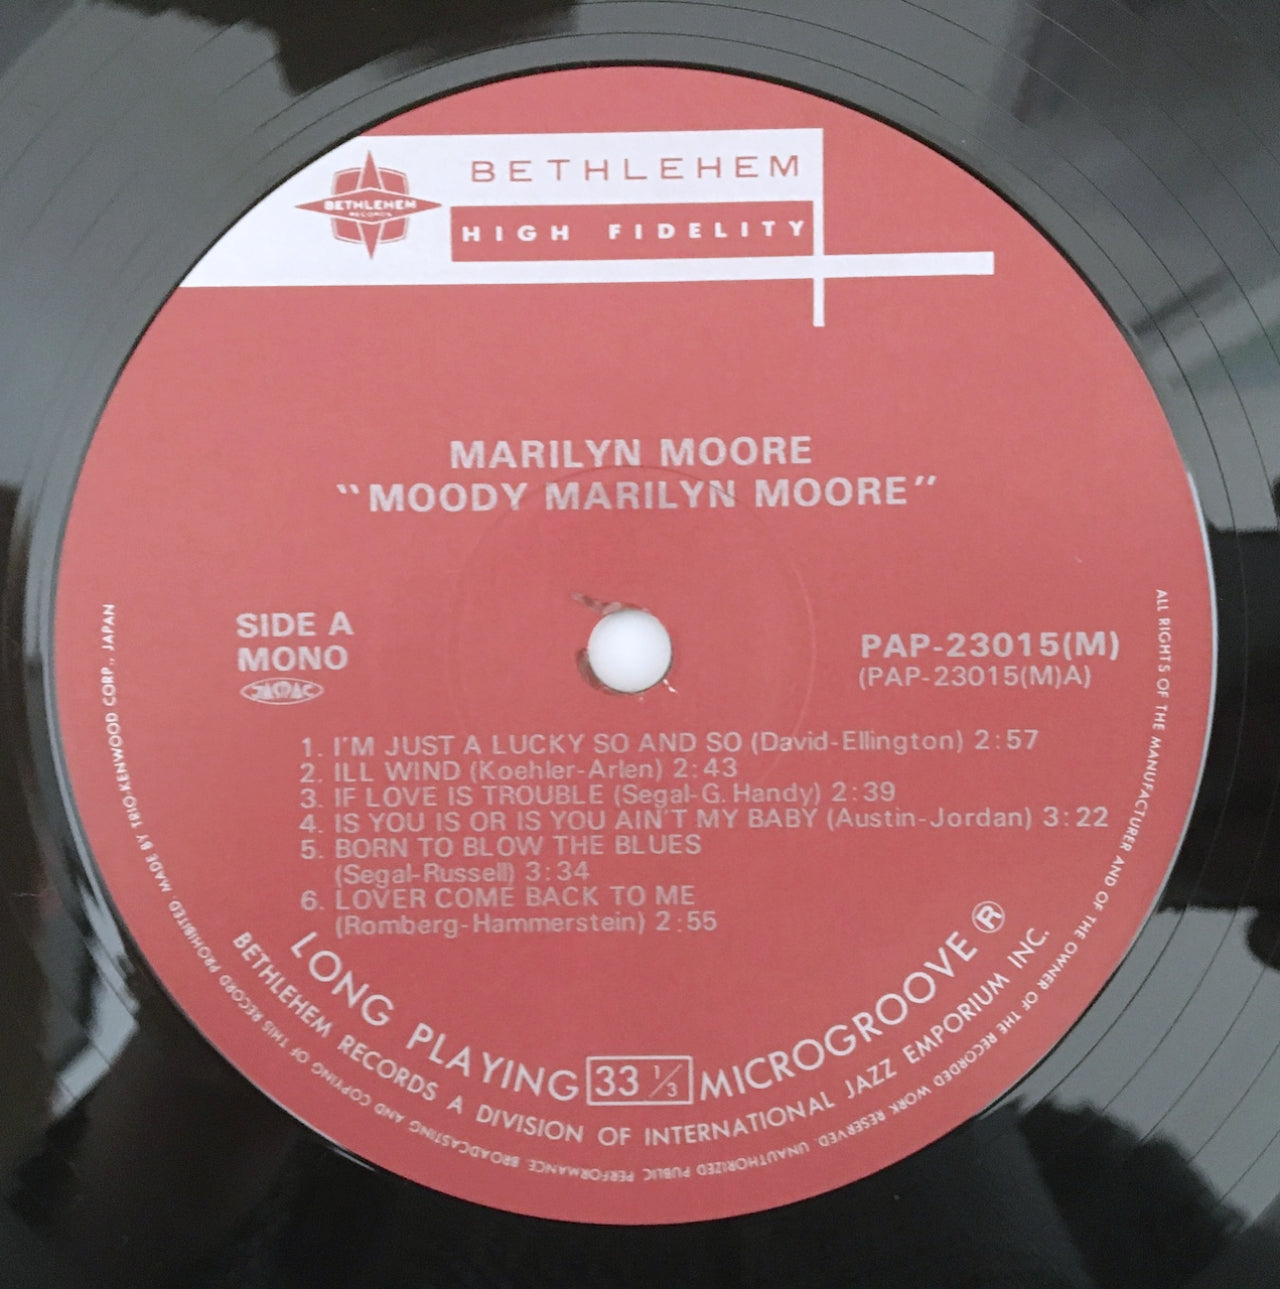 BETHLEHEM
BETHLEHEM
RECORDS
HIGH FIDELITY
MARILYN MOORE
"MOODY MARILYN MOORE"
SIDE A
MONO
JASRAC
PAP-23015(M)
(PAP-23015(M)A)
1. I'M JUST A LUCKY SO AND SO (David-Ellington) 2:57
2. ILL WIND (Koehler-Arlen) 2:43
3. IF LOVE IS TROUBLE (Segal-G. Handy) 2:39
4. IS YOU IS OR IS YOU AIN'T MY BABY (Austin-Jordan) 3:22
5. BORN TO BLOW THE BLUES
(Segal-Russell) 3:34
6. LOVER COME BACK TO ME
(Romberg-Hammerstein) 2:55
LONG PLAYING 33 1/3 MICROGROOVE ®
BETHLEHEM RECORDS A DIVISION OF INTERNATIONAL JAZZ EMPORIUM INC.
ALL RIGHTS OF THE MANUFACTURER AND OF THE OWNER OF THE RECORDED WORK RESERVED. UNAUTHORIZED PUBLIC PERFORMANCE. BROADCASTING AND COPYING OF THIS RECORD PROHIBITED. MADE BY TRIO-KENWOOD CORP., JAPAN